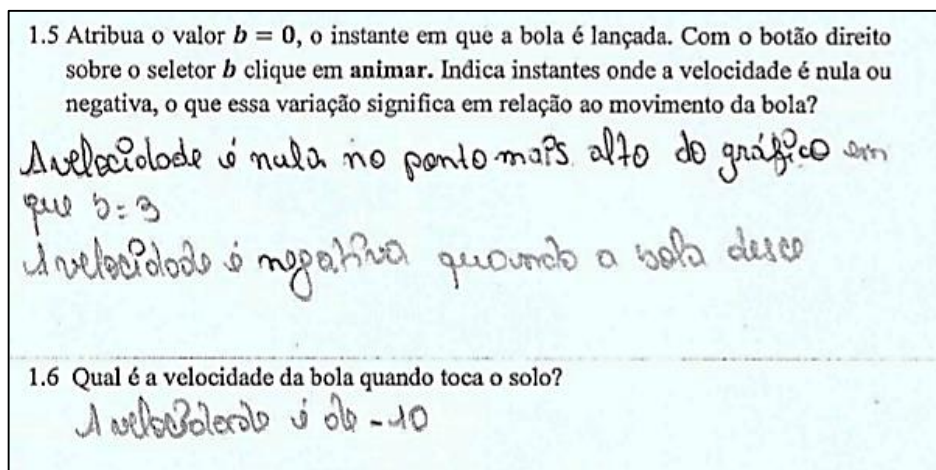 1.5 Atribua o valor b = 0, o instante em que a bola é lançada. Com o botão direito
sobre o seletor b clique em animar. Indica instantes onde a velocidade é nula ou
negativa, o que essa variação significa em relação ao movimento da bola?
A velocidade é nula no ponto mais alto do gráfico em
que b = 3
A velocidade é negativa quando a bola desce
1.6 Qual é a velocidade da bola quando toca o solo?
A velocidade é de -10